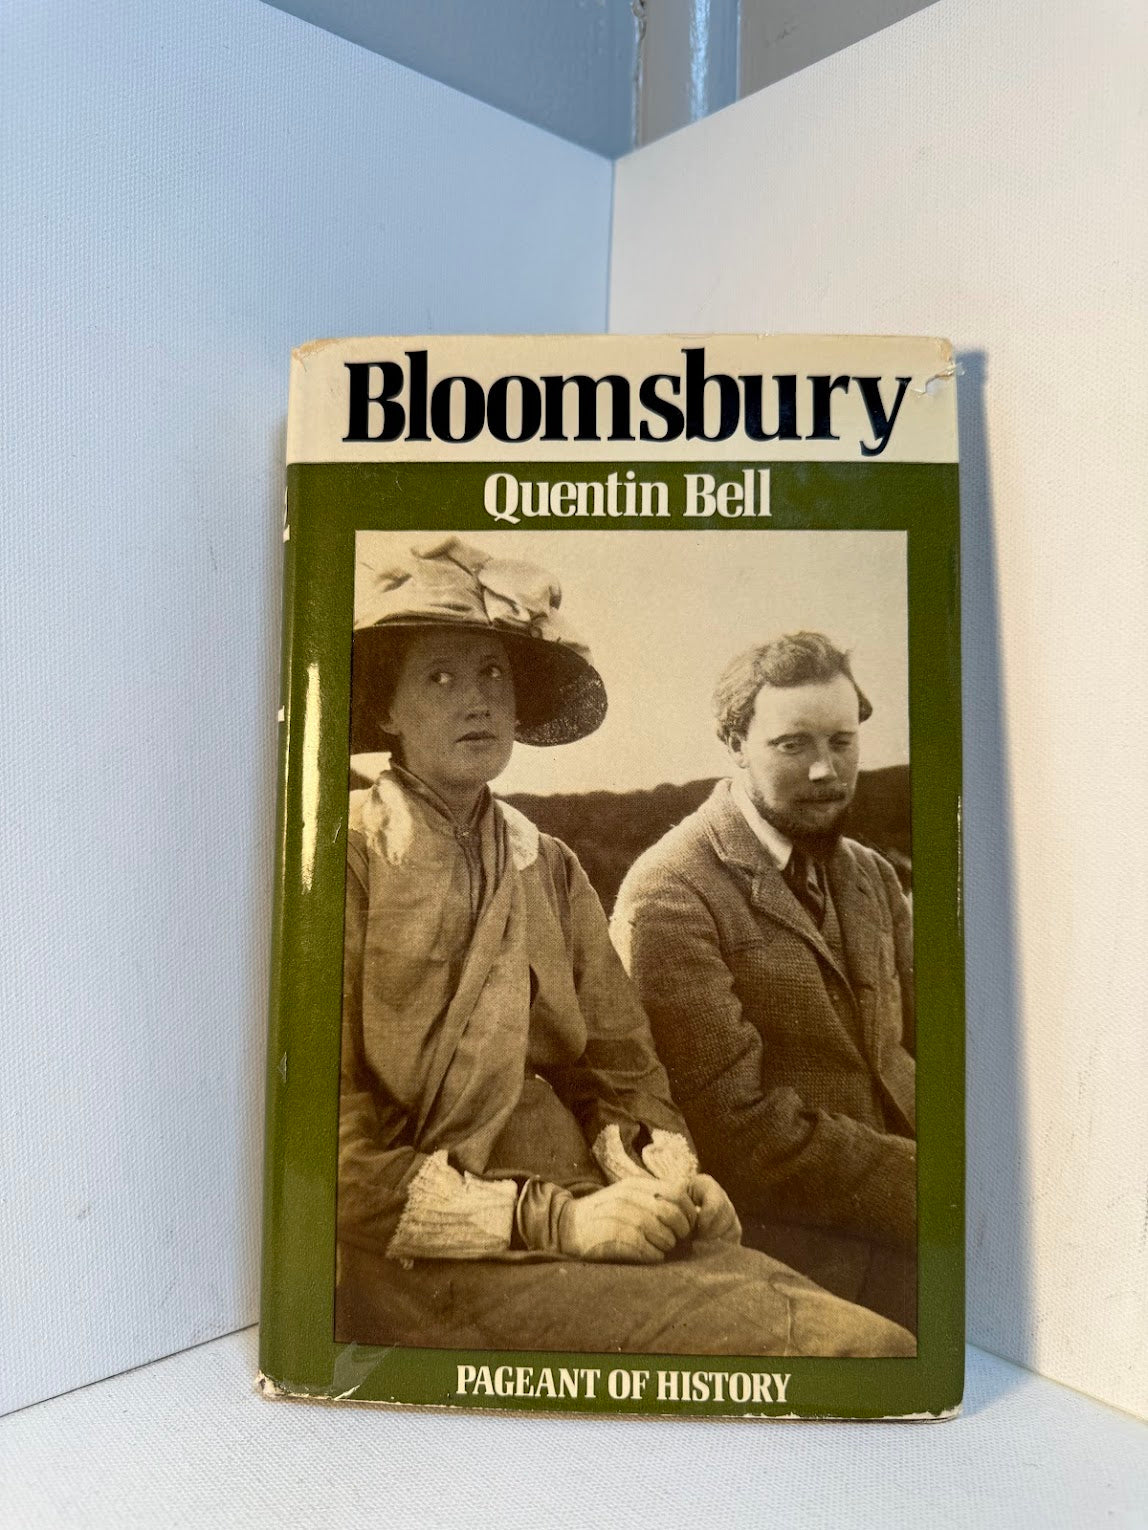 Bloomsbury
Quentin Bell
PAGEANT OF HISTORY